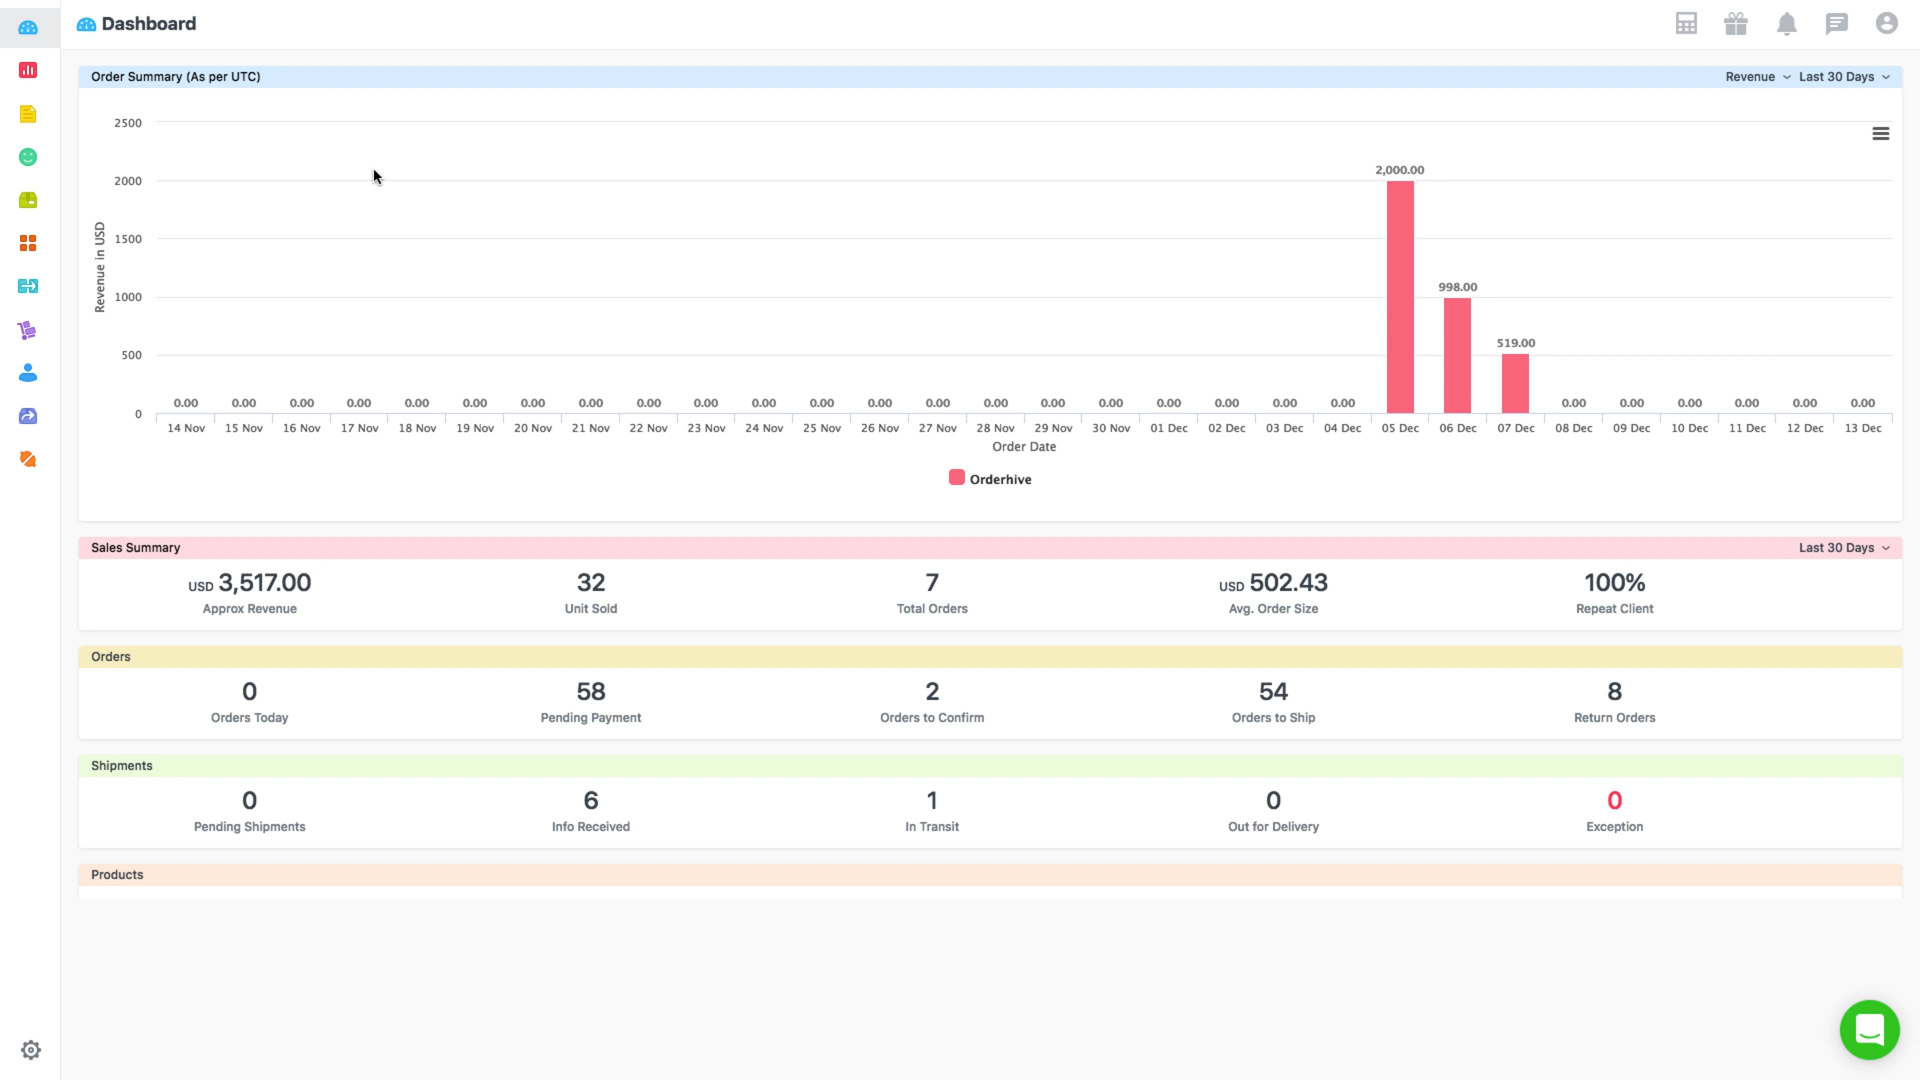 Dashboard
Order Summary (As per UTC)
Revenue Last 30 Days
2500
2000
1500
1000
500
0
Revenue in USD
2,000.00
998.00
519.00
0.00 0.00 0.00 0.00 0.00 0.00 0.00 0.00 0.00 0.00 0.00 0.00 0.00 0.00 0.00 0.00 0.00 0.00 0.00 0.00 0.00 0.00 0.00 0.00 0.00 0.00 0.00
14 Nov 15 Nov 16 Nov 17 Nov 18 Nov 19 Nov 20 Nov 21 Nov 22 Nov 23 Nov 24 Nov 25 Nov 26 Nov 27 Nov 28 Nov 29 Nov 30 Nov 01 Dec 02 Dec 03 Dec 04 Dec 05 Dec 06 Dec 07 Dec 08 Dec 09 Dec 10 Dec 11 Dec 12 Dec 13 Dec
Order Date
Orderhive
Sales Summary Last 30 Days
USD 3,517.00 32 7 USD 502.43 100%
Approx Revenue Unit Sold Total Orders Avg. Order Size Repeat Client
Orders
0 58 2 54 8
Orders Today Pending Payment Orders to Confirm Orders to Ship Return Orders
Shipments
0 6 1 0 0
Pending Shipments Info Received In Transit Out for Delivery Exception
Products